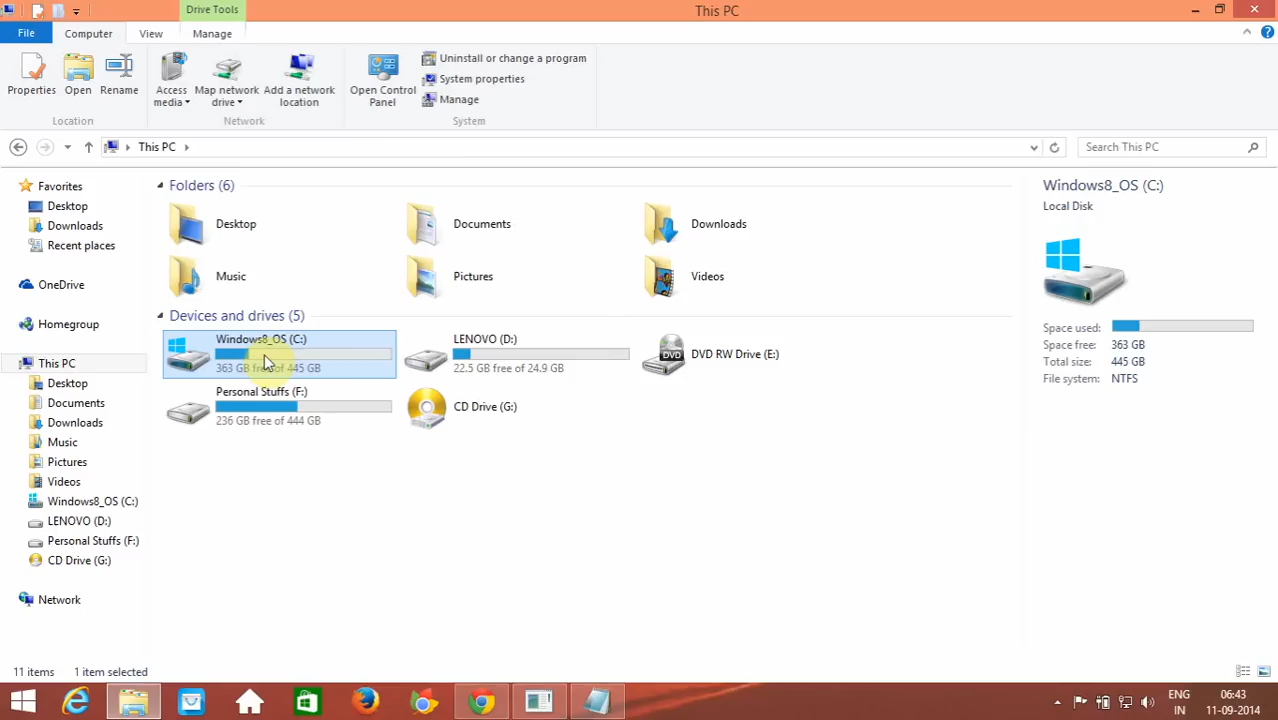 Drive Tools
This PC
File
Computer
View
Manage
Properties
Open
Rename
Access media
Map network drive
Add a network location
Open Control Panel
Uninstall or change a program
System properties
Manage
Location
Network
System
This PC
Search This PC
Favorites
Desktop
Downloads
Recent places
OneDrive
Homegroup
This PC
Desktop
Documents
Downloads
Music
Pictures
Videos
Windows8_OS (C:)
LENOVO (D:)
Personal Stuffs (F:)
CD Drive (G:)
Network
Folders (6)
Desktop
Documents
Downloads
Music
Pictures
Videos
Devices and drives (5)
Windows8_OS (C:)
363 GB free of 445 GB
LENOVO (D:)
22.5 GB free of 24.9 GB
DVD
DVD RW Drive (E:)
Personal Stuffs (F:)
236 GB free of 444 GB
CD Drive (G:)
Windows8_OS (C:)
Local Disk
Space used:
Space free: 363 GB
Total size: 445 GB
File system: NTFS
11 items
1 item selected
ENG
IN
06:43
11-09-2014